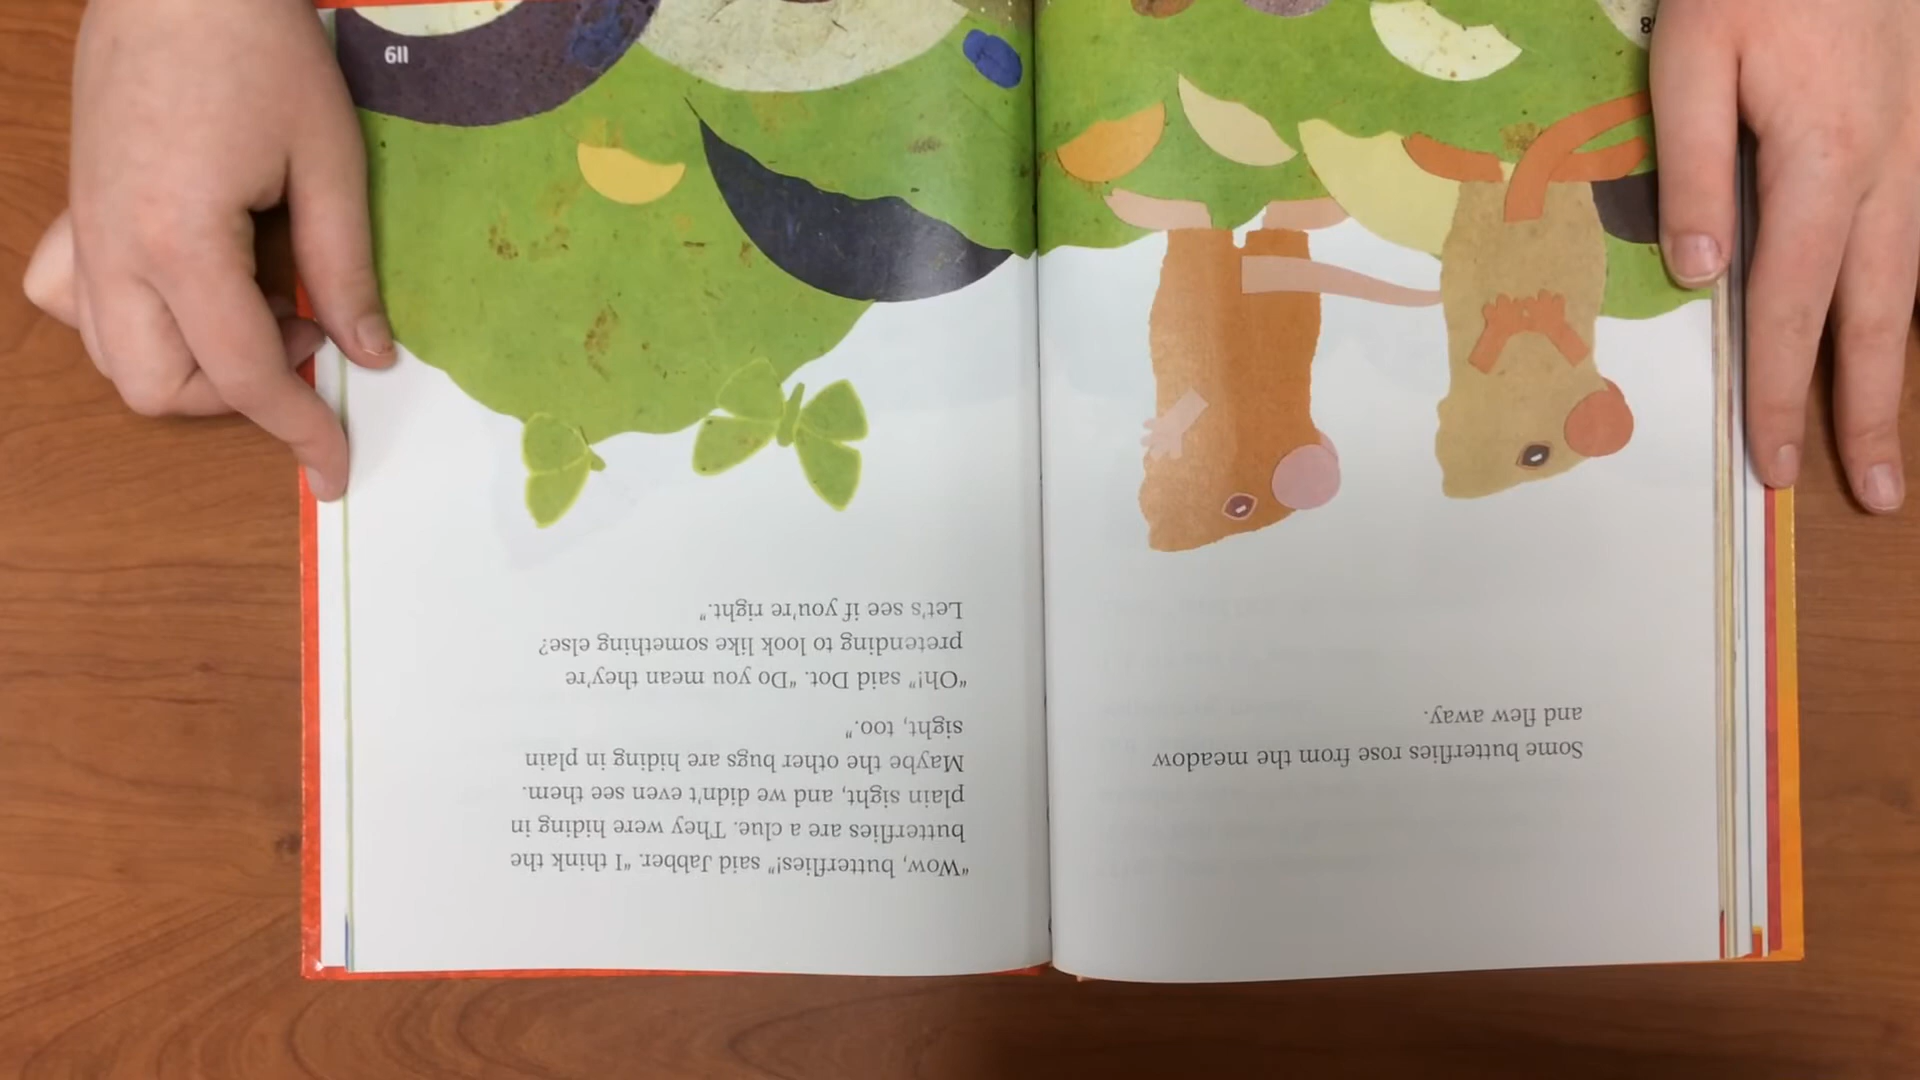 Some butterflies rose from the meadow
and flew away.
"Wow, butterflies!" said Jabber. "I think the
butterflies are a clue. They were hiding in
plain sight, and we didn't even see them.
Maybe the other bugs are hiding in plain
sight, too."
"Oh!" said Dot. "Do you mean they're
pretending to look like something else?
Let's see if you're right."
119